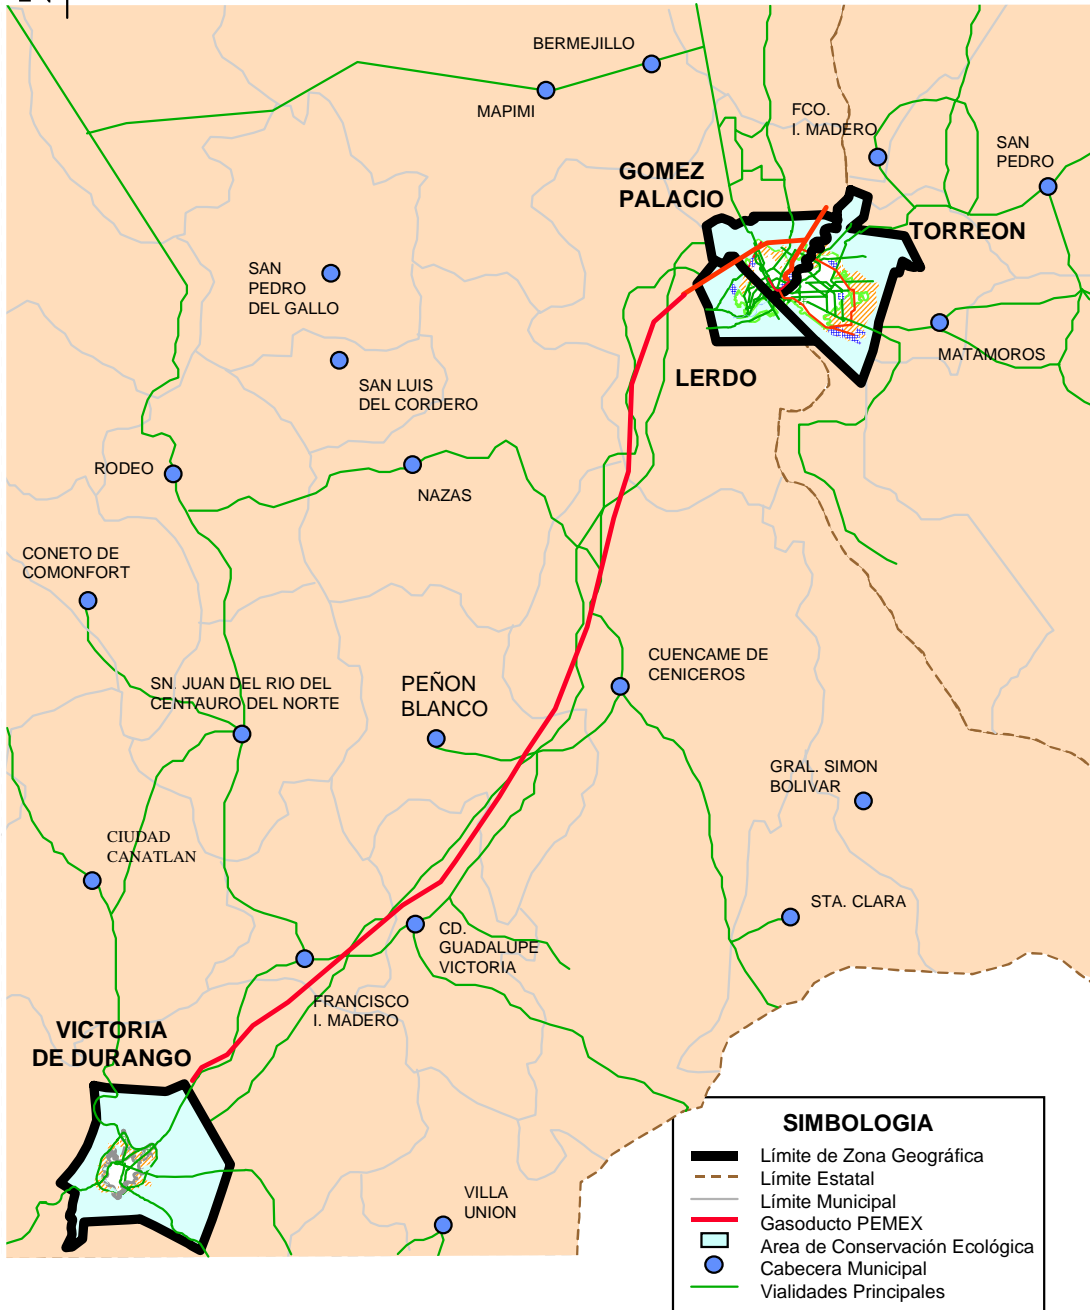 BERMEJILLO
MAPIMI
FCO.
I. MADERO
SAN
PEDRO
GOMEZ
PALACIO
TORREON
SAN
PEDRO
DEL GALLO
MATAMOROS
LERDO
SAN LUIS
DEL CORDERO
RODEO
NAZAS
CONETO DE
COMONFORT
CUENCAME DE
CENICEROS
SN. JUAN DEL RIO DEL
CENTAURO DEL NORTE
PEÑON
BLANCO
GRAL. SIMON
BOLIVAR
CIUDAD
CANATLAN
STA. CLARA
CD.
GUADALUPE
VICTORIA
FRANCISCO
I. MADERO
VICTORIA
DE DURANGO
VILLA
UNION
SIMBOLOGIA
Límite de Zona Geográfica
Límite Estatal
Límite Municipal
Gasoducto PEMEX
Area de Conservación Ecológica
Cabecera Municipal
Vialidades Principales